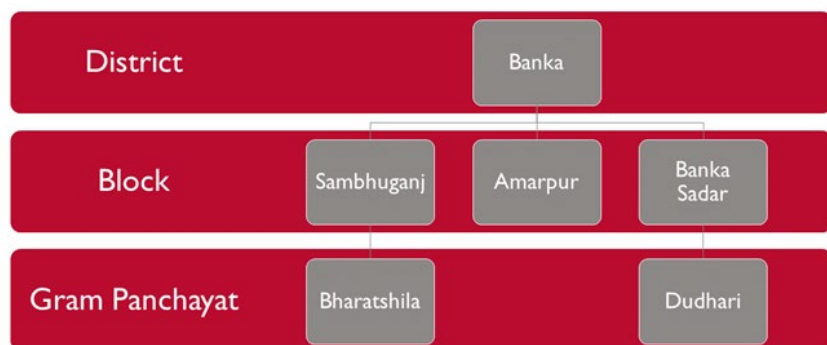 District
Banka
Block
Sambhuganj
Amarpur
Banka
Sadar
Gram Panchayat
Bharatshila
Dudhari